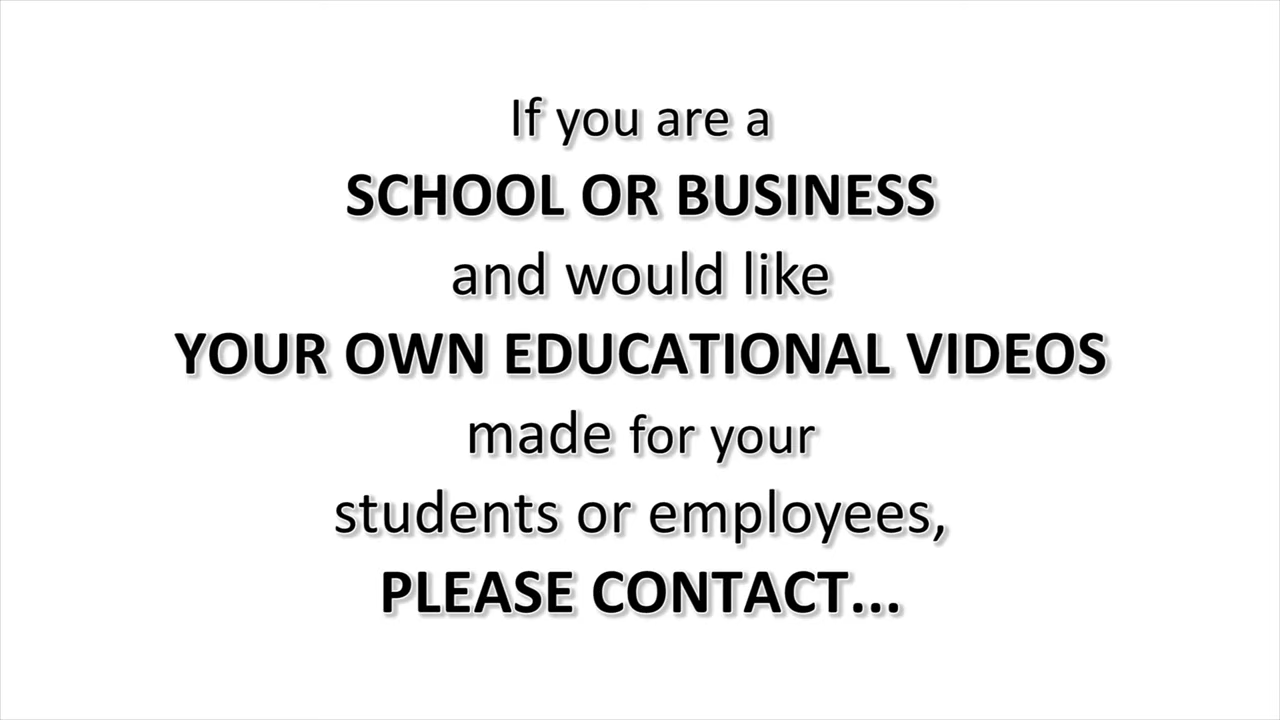 If you are a
SCHOOL OR BUSINESS
and would like
YOUR OWN EDUCATIONAL VIDEOS
made for your
students or employees,
PLEASE CONTACT...